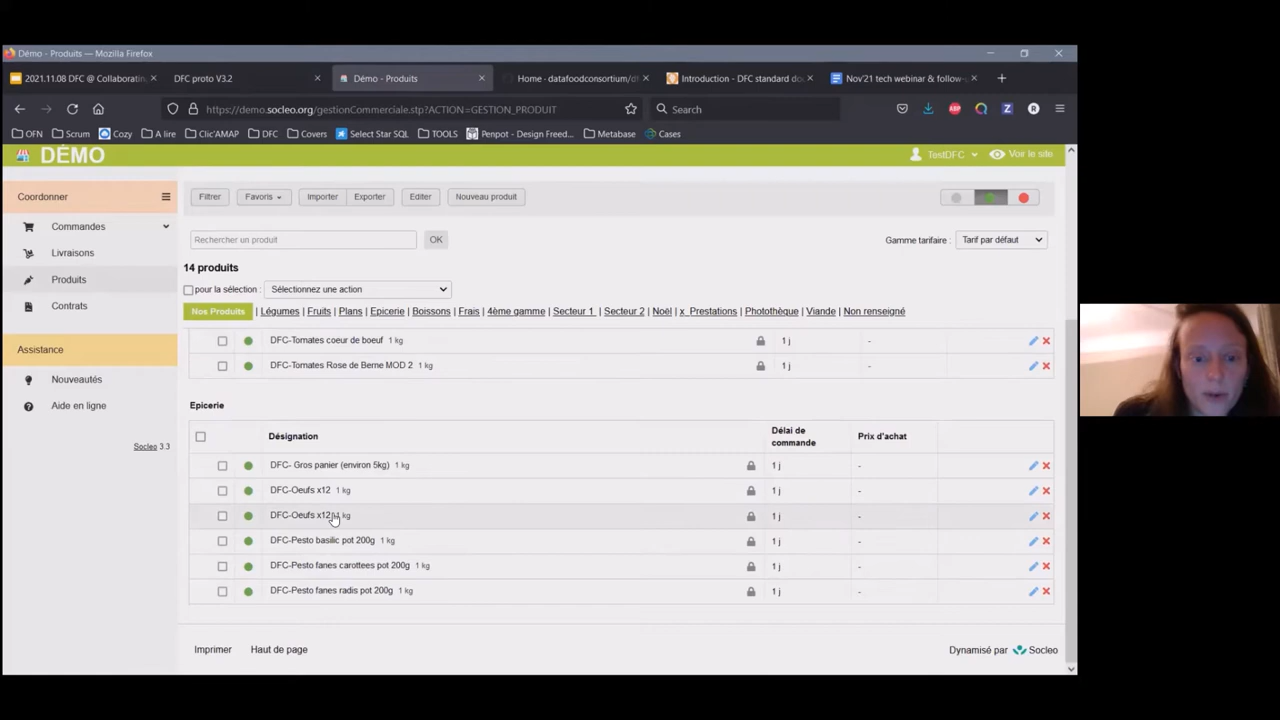 Démo - Produits — Mozilla Firefox
2021.11.08 DFC @ Collaboratin
DFC proto V3.2
Démo - Produits
Home · datafoodconsortium/
Introduction - DFC standard do
Nov'21 tech webinar & follow-
https://demo.socleo.org/gestionCommerciale.stp?ACTION=GESTION_PRODUIT
Search
ABP
Z
R
OFN
Scrum
Cozy
A lire
Clic'AMAP
DFC
Covers
Select Star SQL
TOOLS
Penpot - Design Freed...
Metabase
Cases
DÉMO
TestDFC
Voir le site
Coordonner
Filtrer
Favoris
Importer
Exporter
Editer
Nouveau produit
Commandes
Livraisons
Produits
Contrats
Assistance
Nouveautés
Aide en ligne
Socleo 3.3
Rechercher un produit
OK
Gamme tarifaire :
Tarif par défaut
14 produits
pour la sélection :
Sélectionnez une action
Nos Produits | Légumes | Fruits | Plans | Epicerie | Boissons | Frais | 4ème gamme | Secteur 1 | Secteur 2 | Noël | x Prestations | Photothèque | Viande | Non renseigné
DFC-Tomates coeur de boeuf 1 kg 1 j -
DFC-Tomates Rose de Berne MOD 2 1 kg 1 j -
Epicerie
Désignation
Délai de commande
Prix d'achat
DFC- Gros panier (environ 5kg) 1 kg 1 j -
DFC-Oeufs x12 1 kg 1 j -
DFC-Oeufs x12 kg 1 j -
DFC-Pesto basilic pot 200g 1 kg 1 j -
DFC-Pesto fanes carottees pot 200g 1 kg 1 j -
DFC-Pesto fanes radis pot 200g 1 kg 1 j -
Imprimer
Haut de page
Dynamisé par Socleo